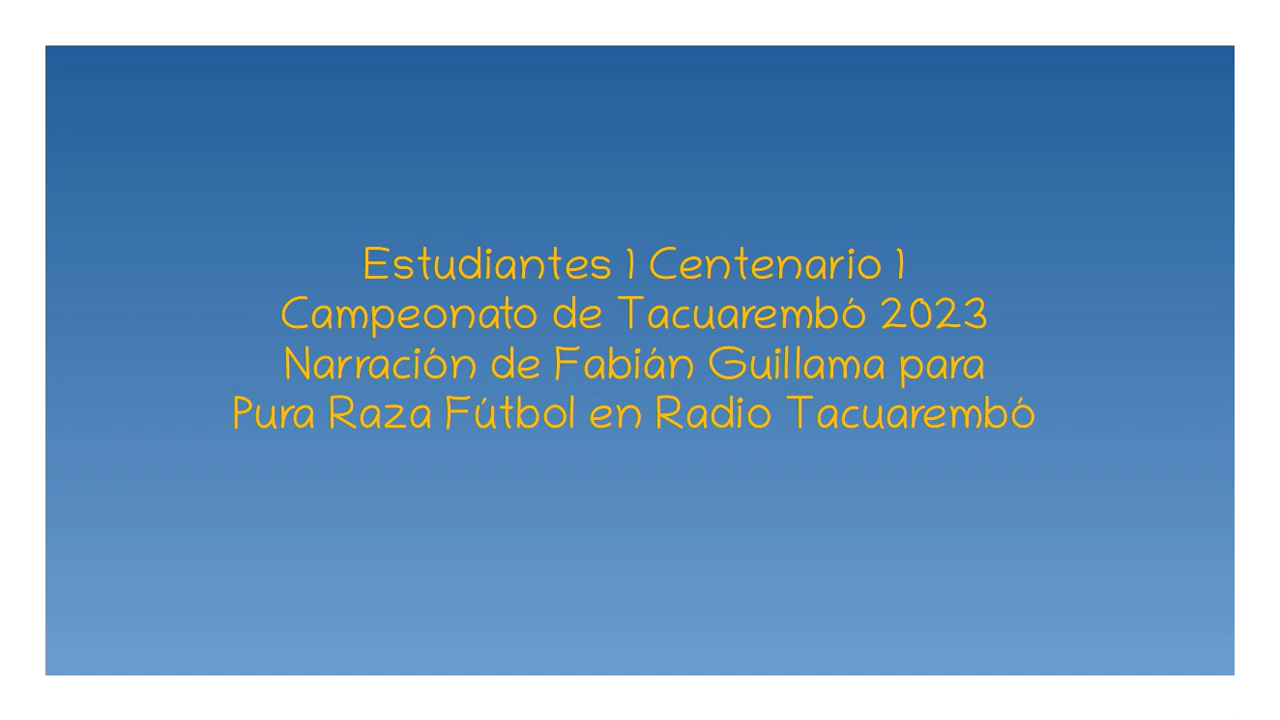 Estudiantes 1 Centenario 1
Campeonato de Tacuarembó 2023
Narración de Fabián Guillama para
Pura Raza Fútbol en Radio Tacuarembó